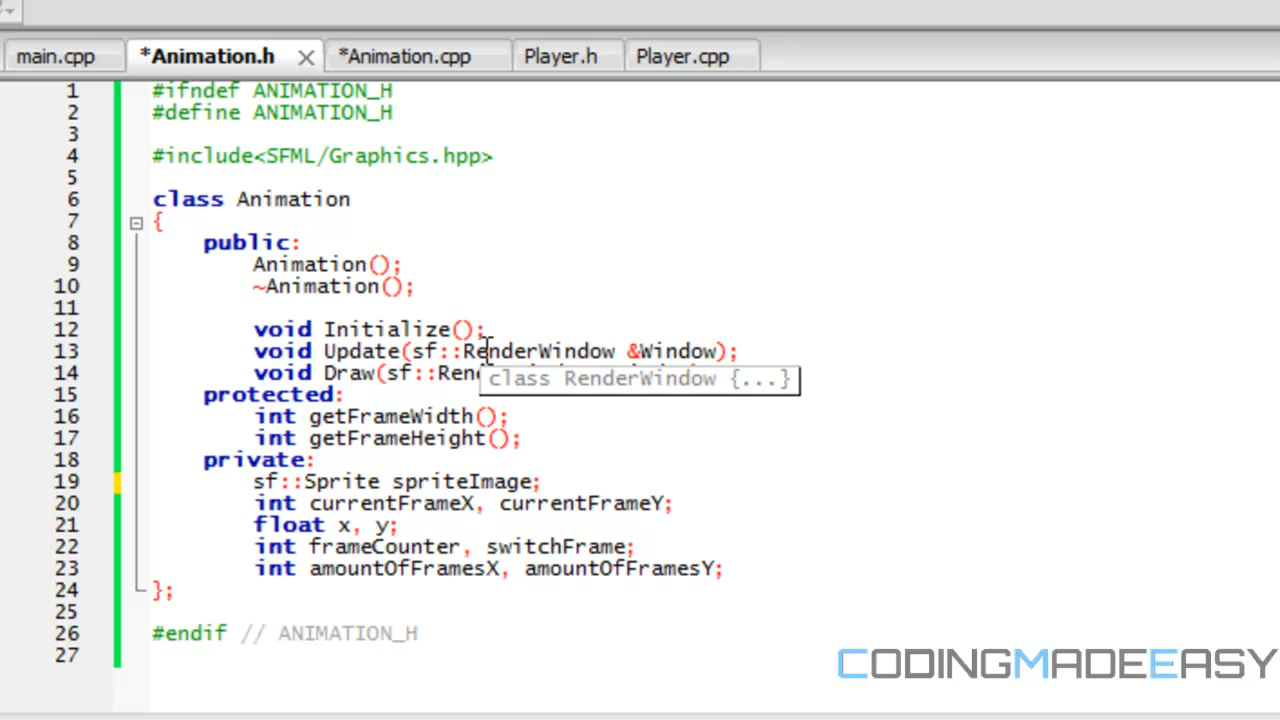 main.cpp *Animation.h *Animation.cpp Player.h Player.cpp
1 #ifndef ANIMATION_H
2 #define ANIMATION_H
3
4 #include<SFML/Graphics.hpp>
5
6 class Animation
7 {
8 public:
9 Animation();
10 ~Animation();
11
12 void Initialize();
13 void Update(sf::RenderWindow &Window);
14 void Draw(sf::
class RenderWindow {...}
15 protected:
16 int getFrameWidth();
17 int getFrameHeight();
18 private:
19 sf::Sprite spriteImage;
20 int currentFrameX, currentFrameY;
21 float x, y;
22 int frameCounter, switchFrame;
23 int amountOfFramesX, amountOfFramesY;
24 };
25
26 #endif // ANIMATION_H
27
CODINGMADEEASY